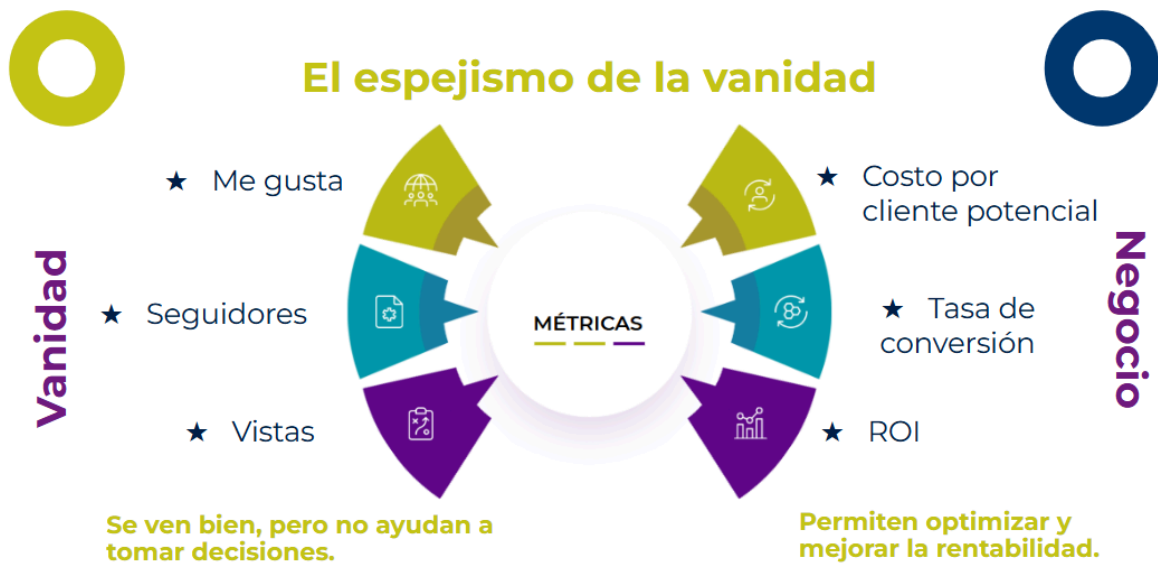 El espejismo de la vanidad
Vanidad
★ Me gusta
★ Seguidores
★ Vistas
Se ven bien, pero no ayudan a
tomar decisiones.
MÉTRICAS
Negocio
★ Costo por
cliente potencial
★ Tasa de
conversión
★ ROI
Permiten optimizar y
mejorar la rentabilidad.